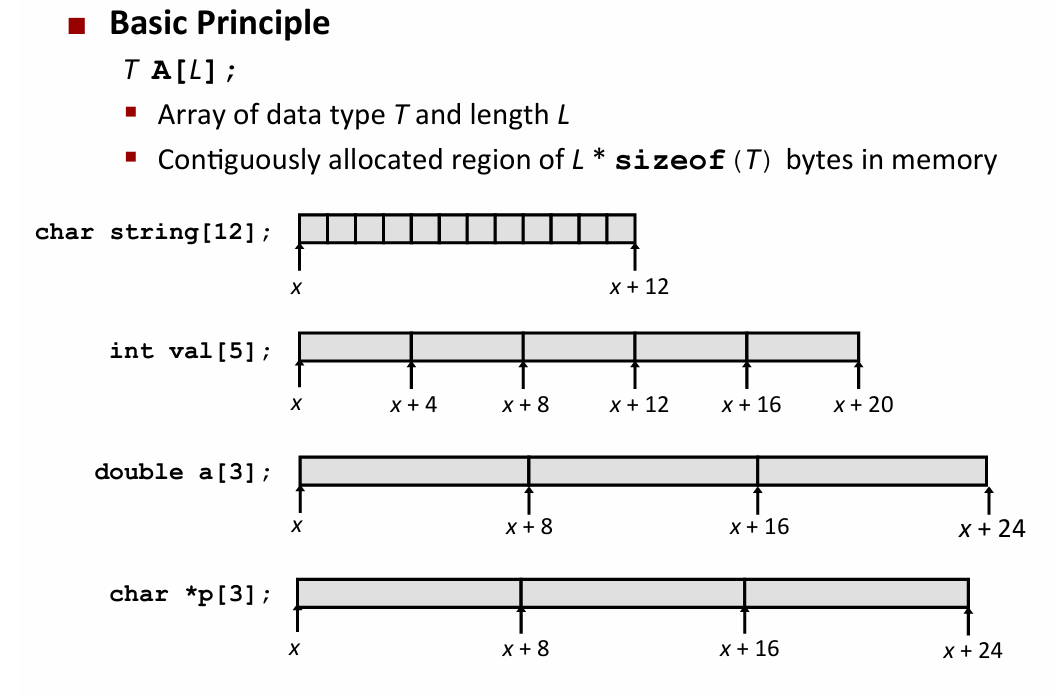 Basic Principle
T A[L];
Array of data type T and length L
Contiguously allocated region of L * sizeof(T) bytes in memory
char string[12];
x x + 12
int val[5];
x x + 4 x + 8 x + 12 x + 16 x + 20
double a[3];
x x + 8 x + 16 x + 24
char *p[3];
x x + 8 x + 16 x + 24